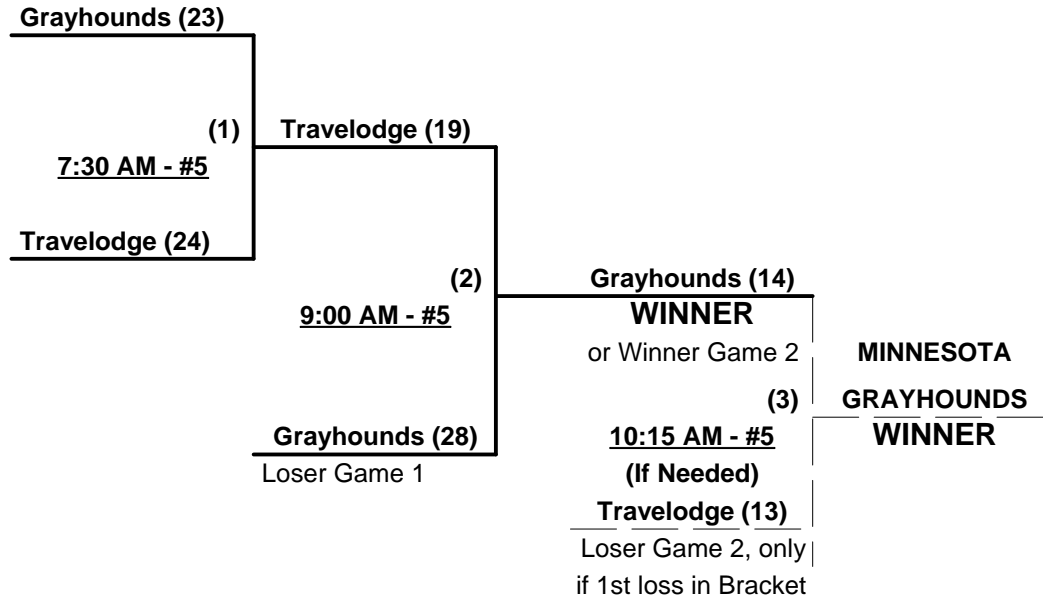 Grayhounds (23)
(1)
Travelodge (19)
7:30 AM - #5
Travelodge (24)
(2)
Grayhounds (14)
9:00 AM - #5
WINNER
or Winner Game 2
MINNESOTA
(3)
GRAYHOUNDS
Grayhounds (28)
10:15 AM - #5
WINNER
Loser Game 1
(If Needed)
Travelodge (13)
Loser Game 2, only
if 1st loss in Bracket